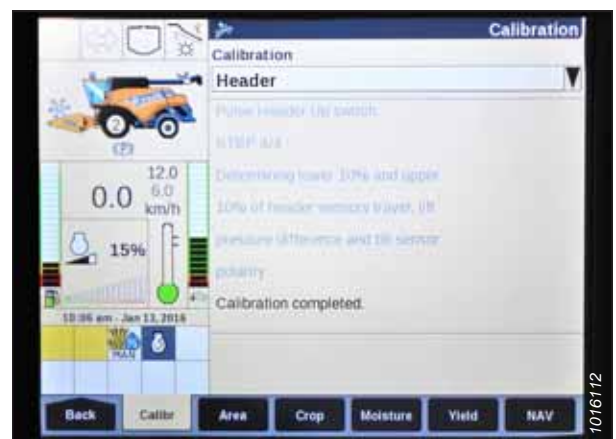 Calibration
Calibration
Header
Pulse Header Up switch.
STEP 4/4
Determining lower 10% and upper
10% of header sensors travel, lift
pressure difference and tilt sensor
polarity
Calibration completed.
2
(P)
12.0
0.0
6.0
km/h
15%
10:06 am - Jan 13, 2016
MAN
Back
Calibr
Area
Crop
Moisture
Yield
NAV
1016112